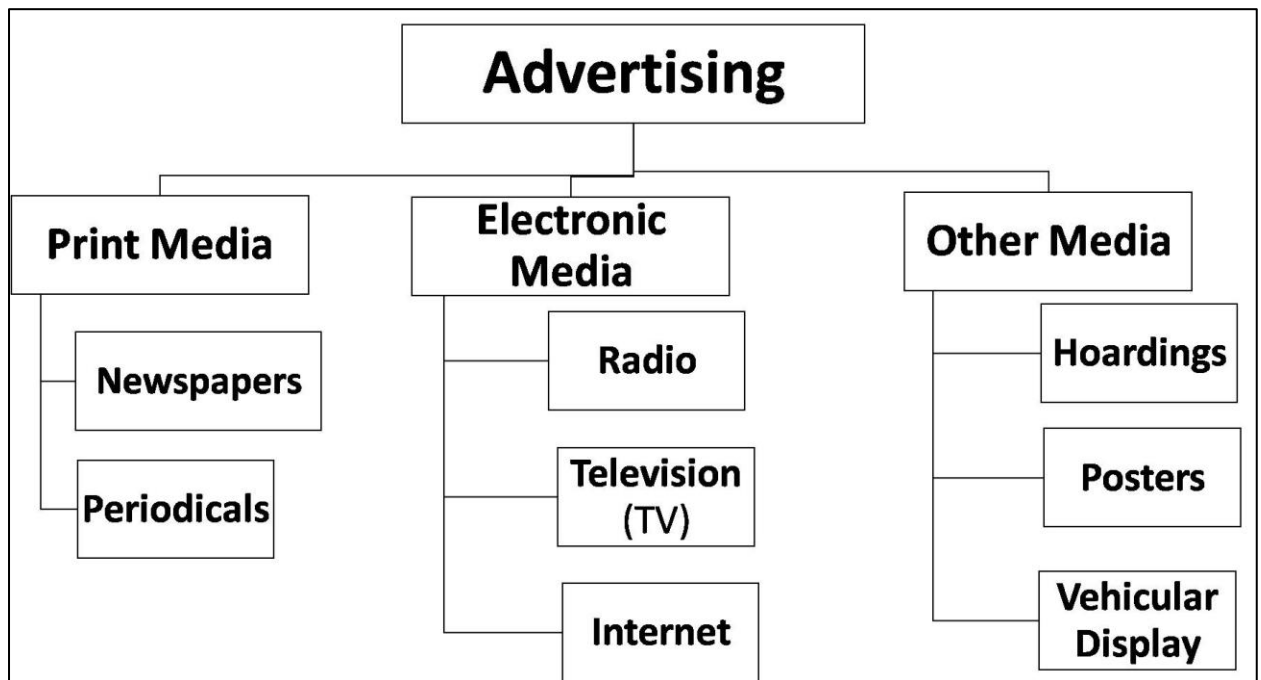 Advertising
Print Media
Newspapers
Periodicals
Electronic
Media
Radio
Television
(TV)
Internet
Other Media
Hoardings
Posters
Vehicular
Display